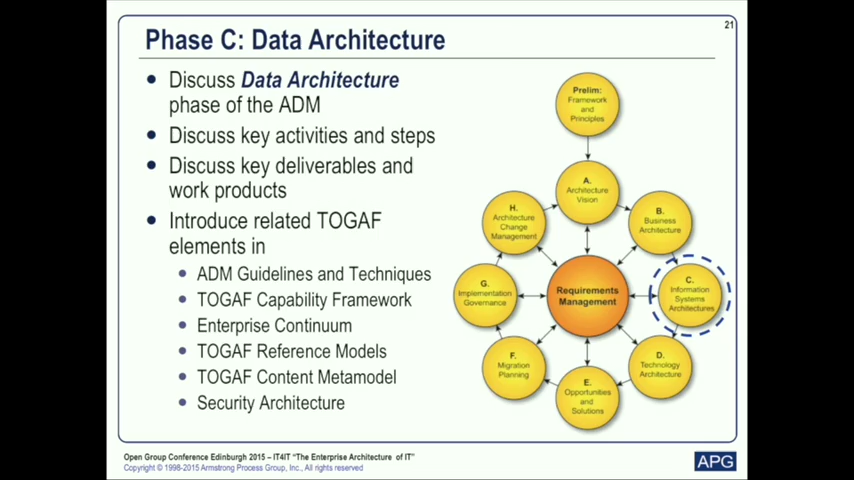 21
Phase C: Data Architecture
• Discuss Data Architecture
phase of the ADM
• Discuss key activities and steps
• Discuss key deliverables and
work products
• Introduce related TOGAF
elements in
• ADM Guidelines and Techniques
• TOGAF Capability Framework
• Enterprise Continuum
• TOGAF Reference Models
• TOGAF Content Metamodel
• Security Architecture
Prelim:
Framework
and
Principles
A.
Architecture
Vision
B.
Business
Architecture
C.
Information
Systems
Architectures
D.
Technology
Architecture
E.
Opportunities
and
Solutions
F.
Migration
Planning
G.
Implementation
Governance
H.
Architecture
Change
Management
Requirements
Management
Open Group Conference Edinburgh 2015 – IT4IT "The Enterprise Architecture of IT"
Copyright © 1998-2015 Armstrong Process Group, Inc., All rights reserved
APG